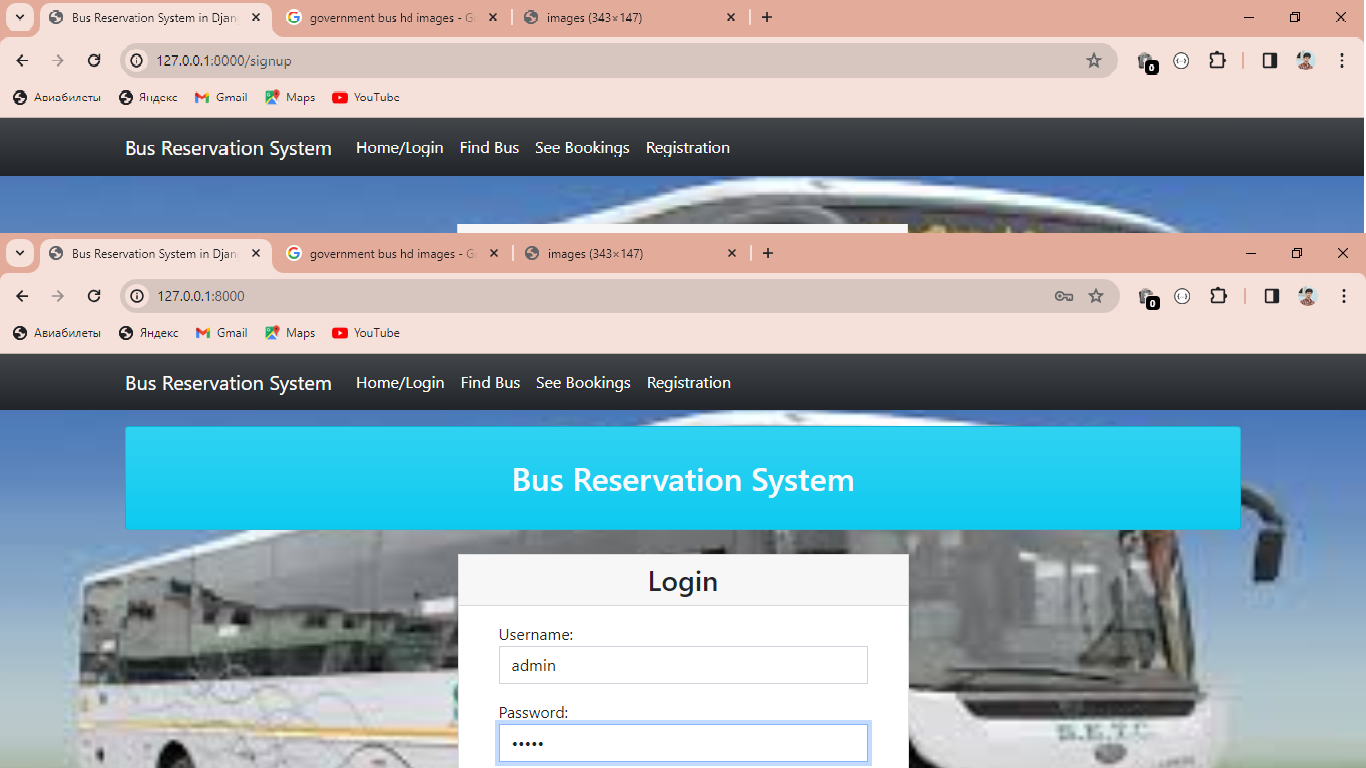 Bus Reservation System in Djan
government bus hd images - G
images (343×147)
127.0.0.1:8000/signup
0
Авиабилеты
Яндекс
Gmail
Maps
YouTube
Bus Reservation System
Home/Login
Find Bus
See Bookings
Registration
Bus Reservation System in Djan
government bus hd images - G
images (343×147)
127.0.0.1:8000
0
Авиабилеты
Яндекс
Gmail
Maps
YouTube
Bus Reservation System
Home/Login
Find Bus
See Bookings
Registration
Bus Reservation System
Login
Username:
admin
Password:
•••••
S.E.T.C